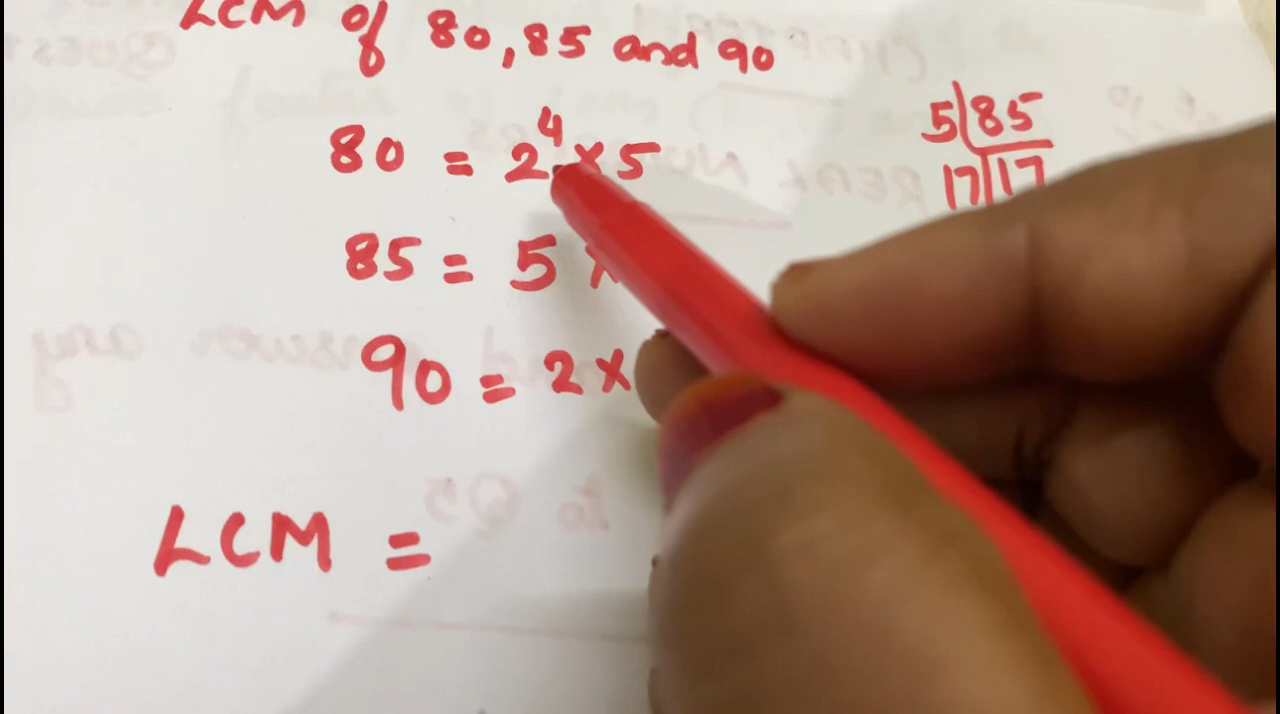 LCM of 80, 85 and 90
80 = 2⁴ × 5
85 = 5 ×
90 = 2 ×
LCM =
5 85
17 17